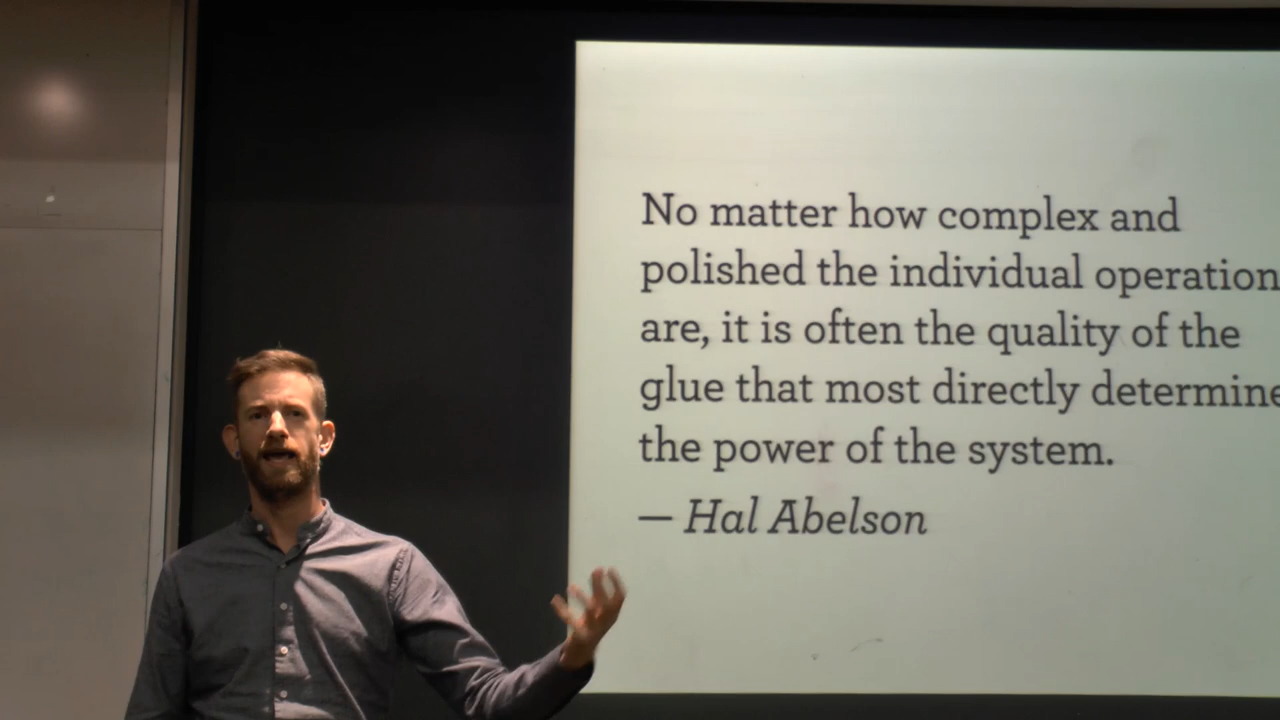 No matter how complex and
polished the individual operation
are, it is often the quality of the
glue that most directly determine
the power of the system.
— Hal Abelson